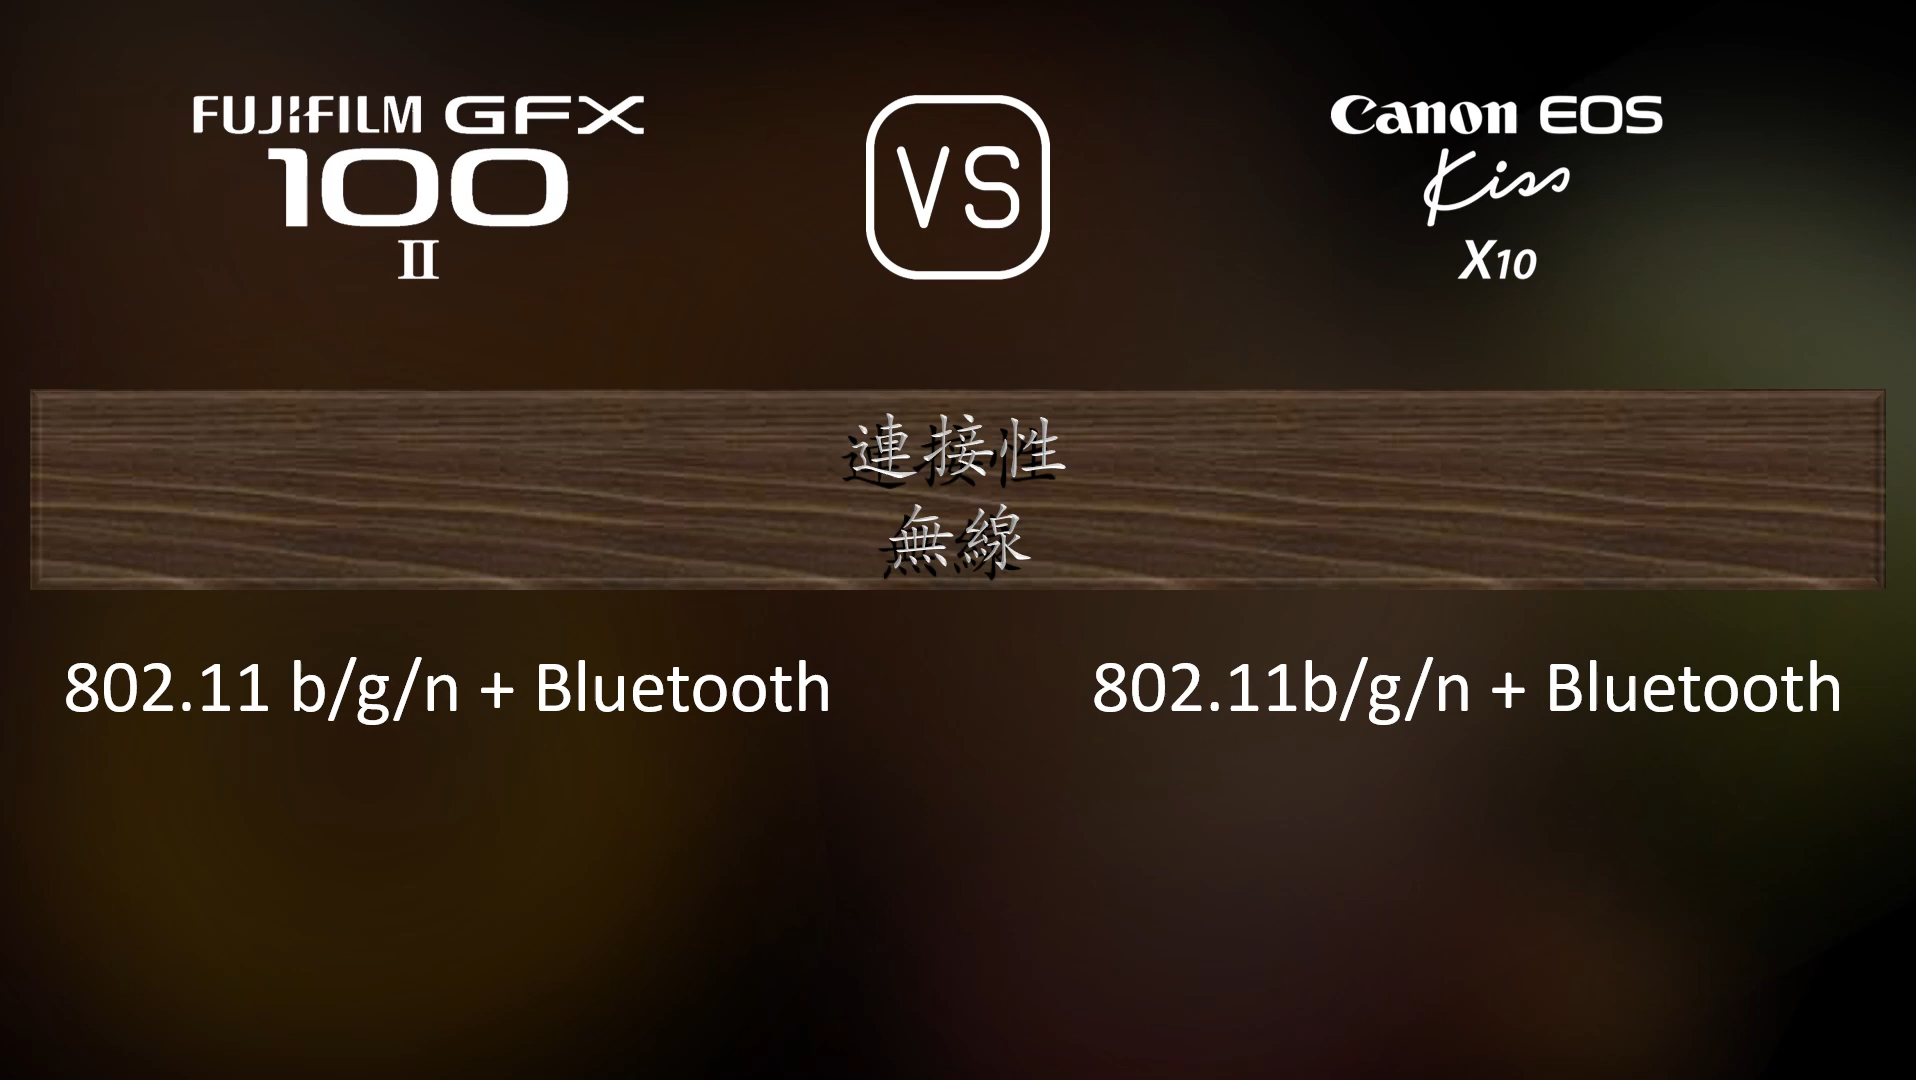 FUJIFILM GFX
100
II
VS
Canon EOS
Kiss
X10
連接性
無線
802.11 b/g/n + Bluetooth
802.11b/g/n + Bluetooth